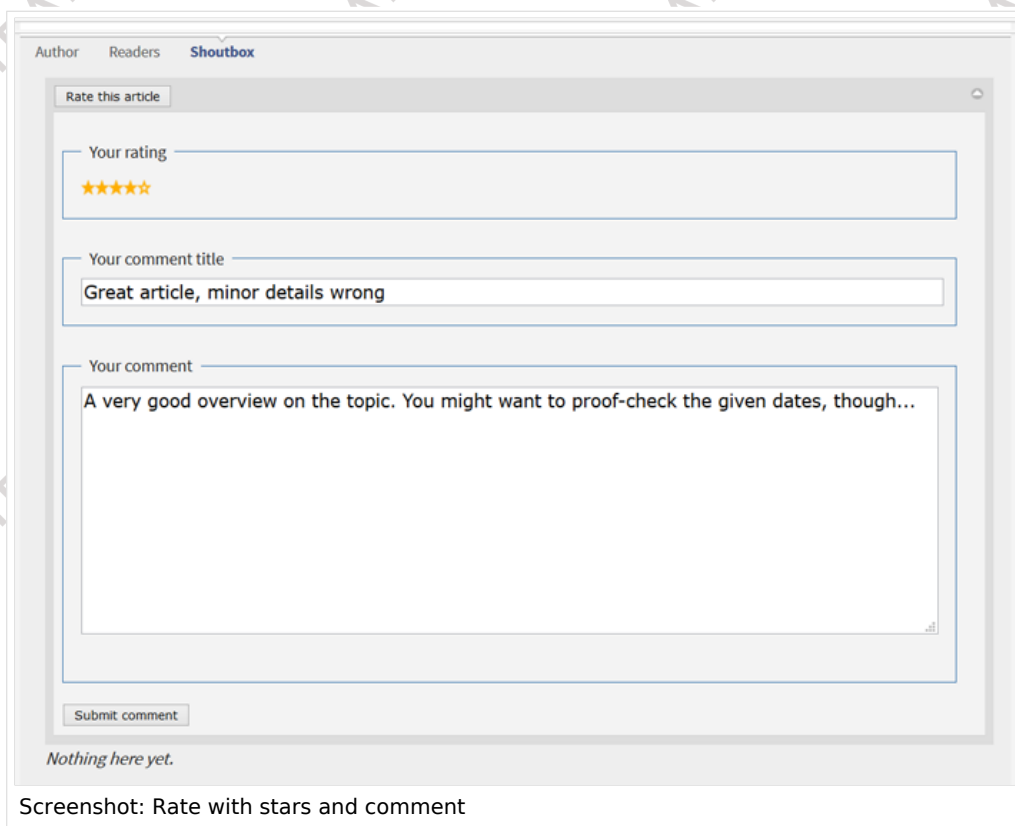 Author Readers Shoutbox
Rate this article
Your rating
Your comment title
Great article, minor details wrong
Your comment
A very good overview on the topic. You might want to proof-check the given dates, though...
Submit comment
Nothing here yet.
Screenshot: Rate with stars and comment